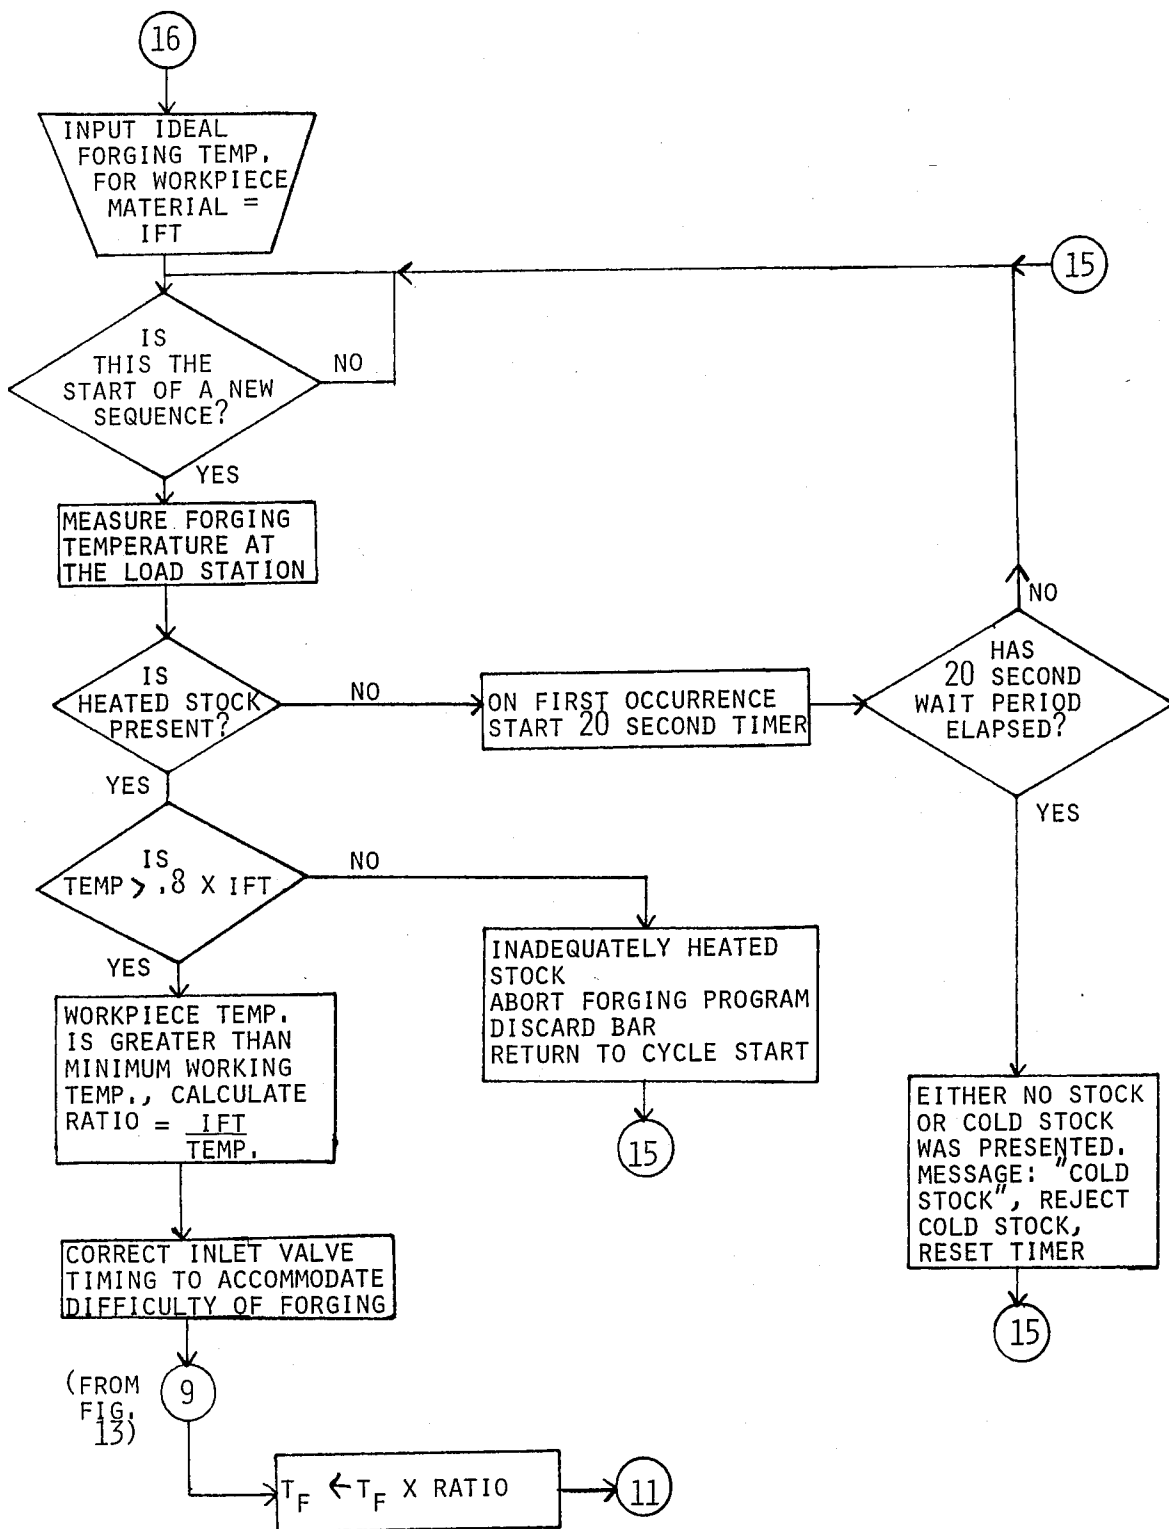 16
INPUT IDEAL
FORGING TEMP.
FOR WORKPIECE
MATERIAL =
IFT
15
IS
THIS THE
START OF A NEW
SEQUENCE?
NO
YES
MEASURE FORGING
TEMPERATURE AT
THE LOAD STATION
IS
HEATED STOCK
PRESENT?
NO
ON FIRST OCCURRENCE
START 20 SECOND TIMER
HAS
20 SECOND
WAIT PERIOD
ELAPSED?
NO
YES
YES
IS
TEMP > .8 X IFT
NO
YES
INADEQUATELY HEATED
STOCK
ABORT FORGING PROGRAM
DISCARD BAR
RETURN TO CYCLE START
15
WORKPIECE TEMP.
IS GREATER THAN
MINIMUM WORKING
TEMP., CALCULATE
RATIO = IFT
TEMP.
EITHER NO STOCK
OR COLD STOCK
WAS PRESENTED.
MESSAGE: "COLD
STOCK", REJECT
COLD STOCK,
RESET TIMER
15
CORRECT INLET VALVE
TIMING TO ACCOMMODATE
DIFFICULTY OF FORGING
(FROM
FIG.
13)
9
TF ← TF X RATIO
11